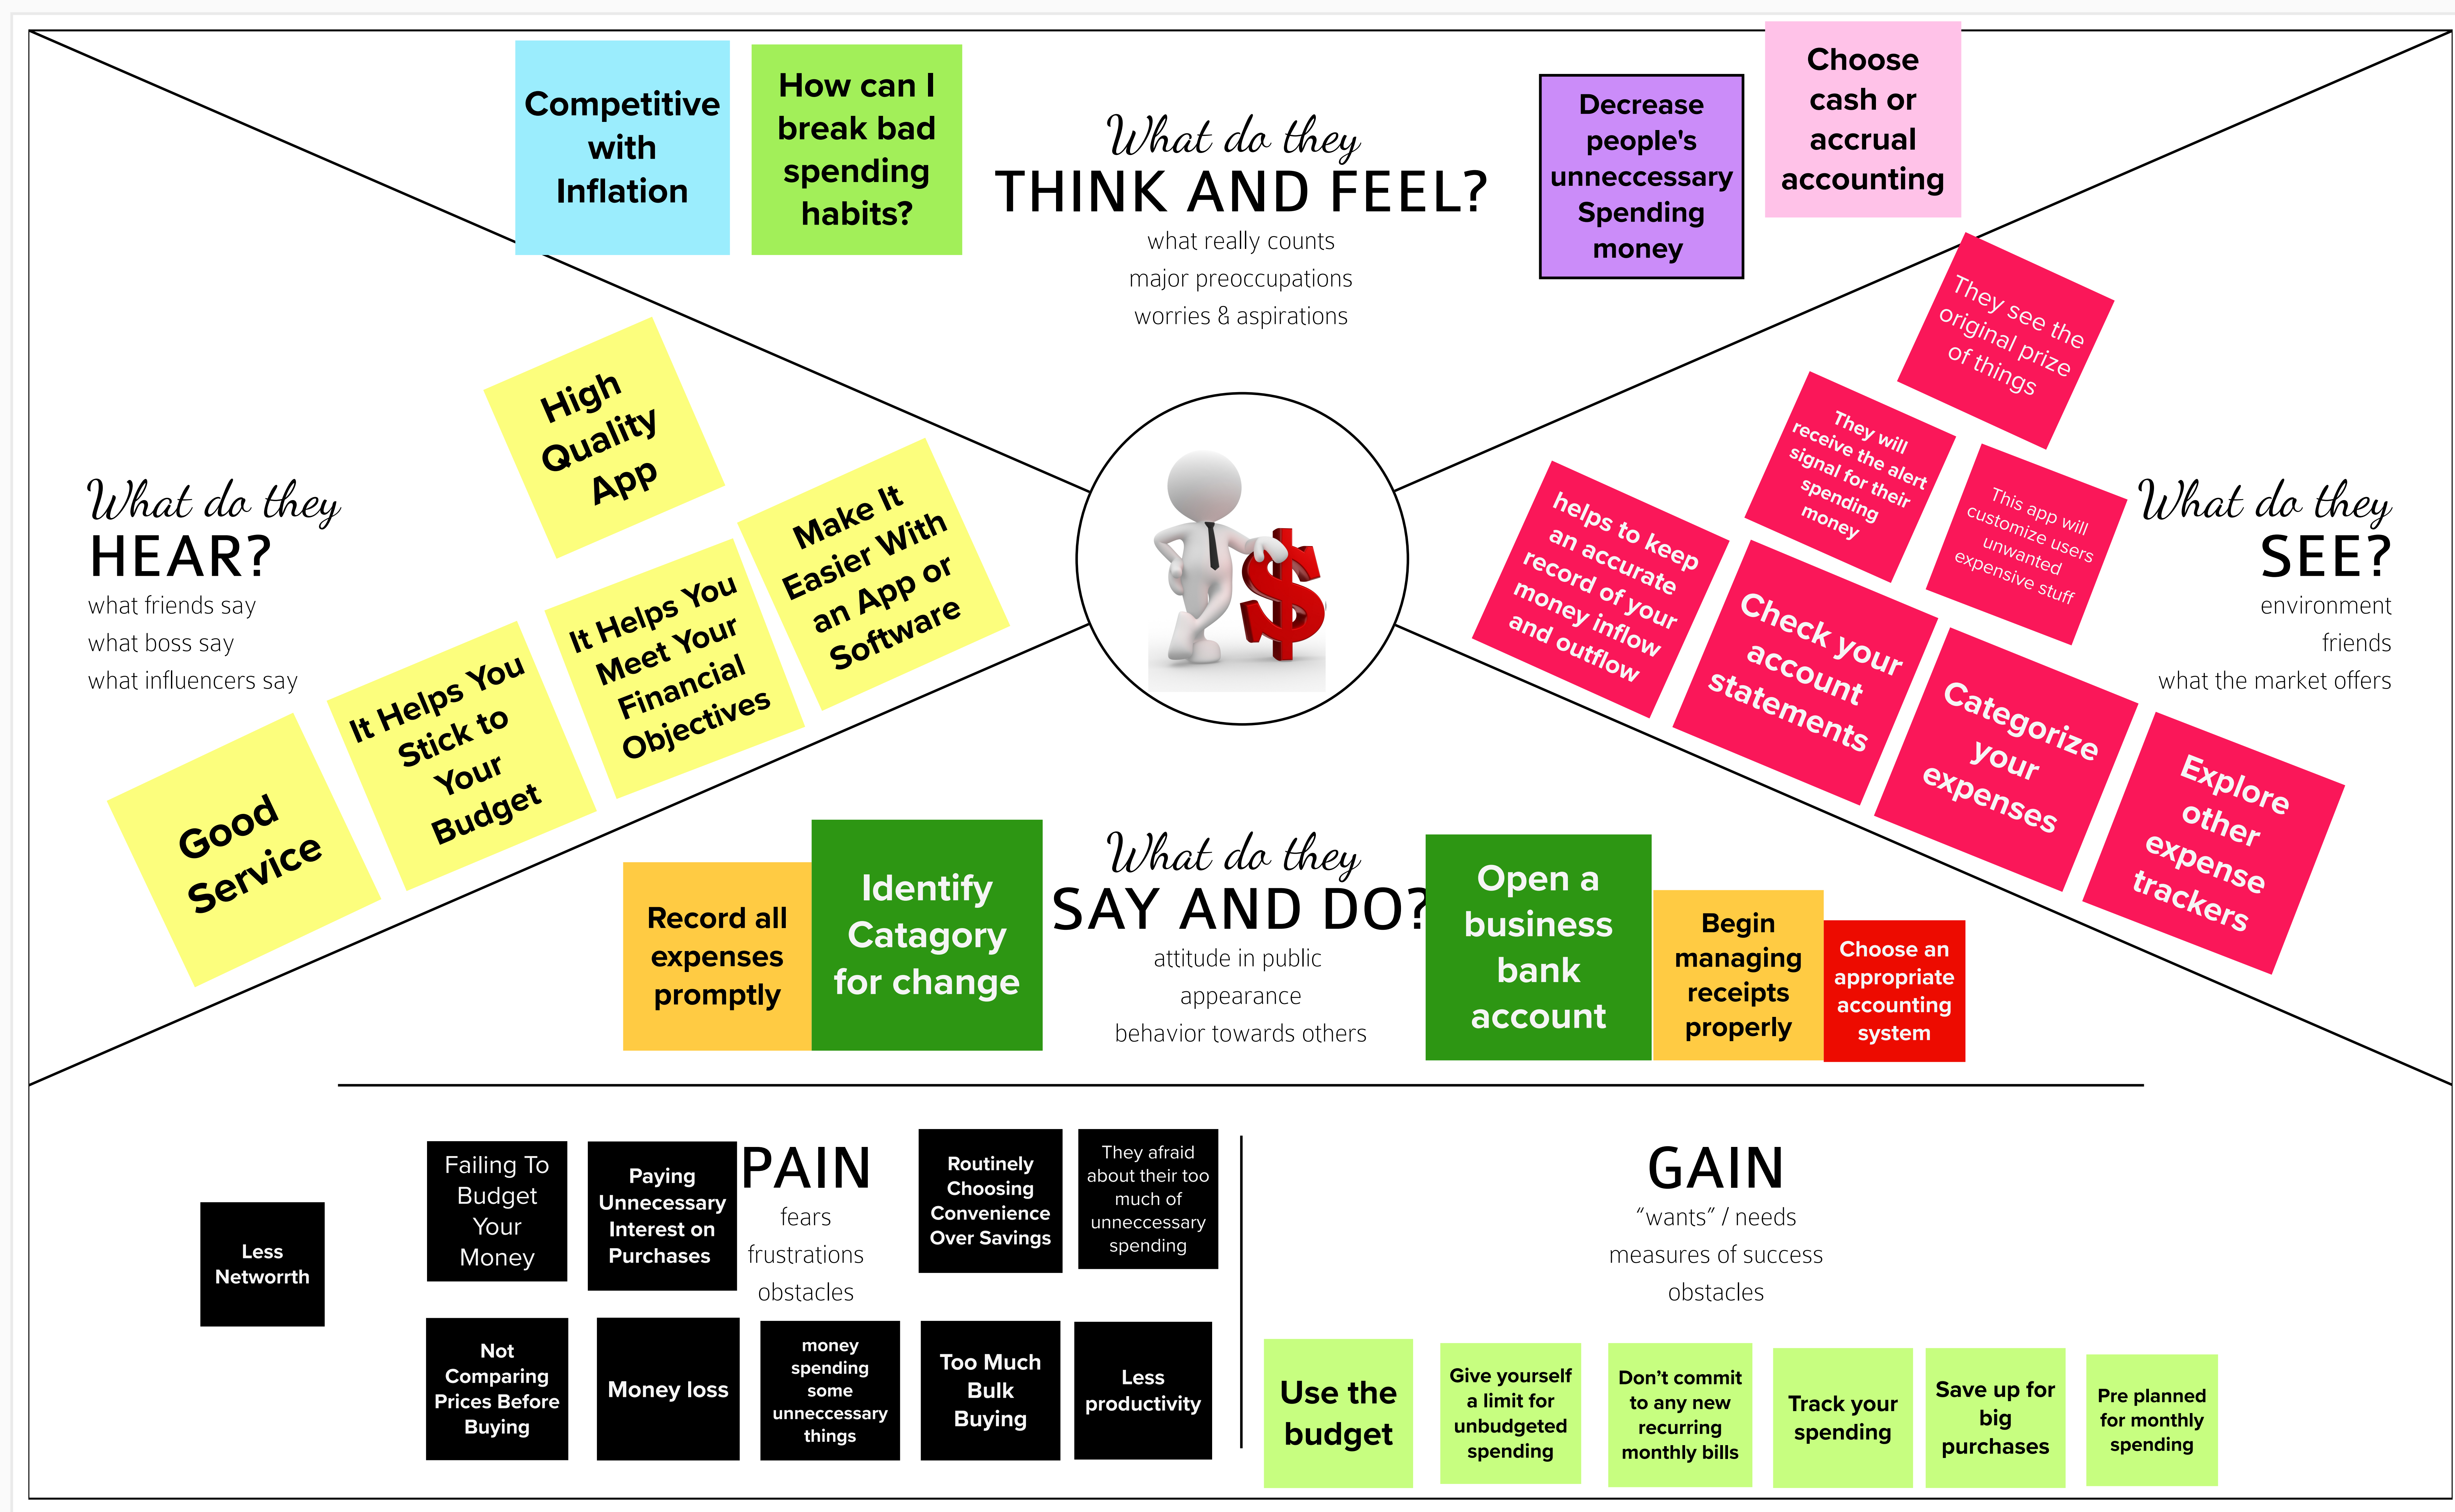 Competitive
with
Inflation
How can I
break bad
spending
habits?
What do they
THINK AND FEEL?
what really counts
major preoccupations
worries & aspirations
Decrease
people's
unneccessary
Spending
money
Choose
cash or
accrual
accounting
What do they
HEAR?
what friends say
what boss say
what influencers say
High
Quality
App
Make It
Easier With
an App or
Software
It Helps You
Meet Your
Financial
Objectives
It Helps You
Stick to
Your
Budget
Good
Service
They see the
original prize
of things
They will
receive the alert
signal for their
spending
money
This app will
customize users
unwanted
expensive stuff
helps to keep
an accurate
record of your
money inflow
and outflow
Check your
account
statements
Categorize
your
expenses
Explore
other
expense
trackers
What do they
SEE?
environment
friends
what the market offers
Record all
expenses
promptly
Identify
Catagory
for change
What do they
SAY AND DO?
attitude in public
appearance
behavior towards others
Open a
business
bank
account
Begin
managing
receipts
properly
Choose an
appropriate
accounting
system
Less
Networrth
Failing To
Budget
Your
Money
Paying
Unnecessary
Interest on
Purchases
PAIN
fears
frustrations
obstacles
Routinely
Choosing
Convenience
Over Savings
They afraid
about their too
much of
unneccessary
spending
Not
Comparing
Prices Before
Buying
Money loss
money
spending
some
unneccessary
things
Too Much
Bulk
Buying
Less
productivity
GAIN
“wants” / needs
measures of success
obstacles
Use the
budget
Give yourself
a limit for
unbudgeted
spending
Don’t commit
to any new
recurring
monthly bills
Track your
spending
Save up for
big
purchases
Pre planned
for monthly
spending